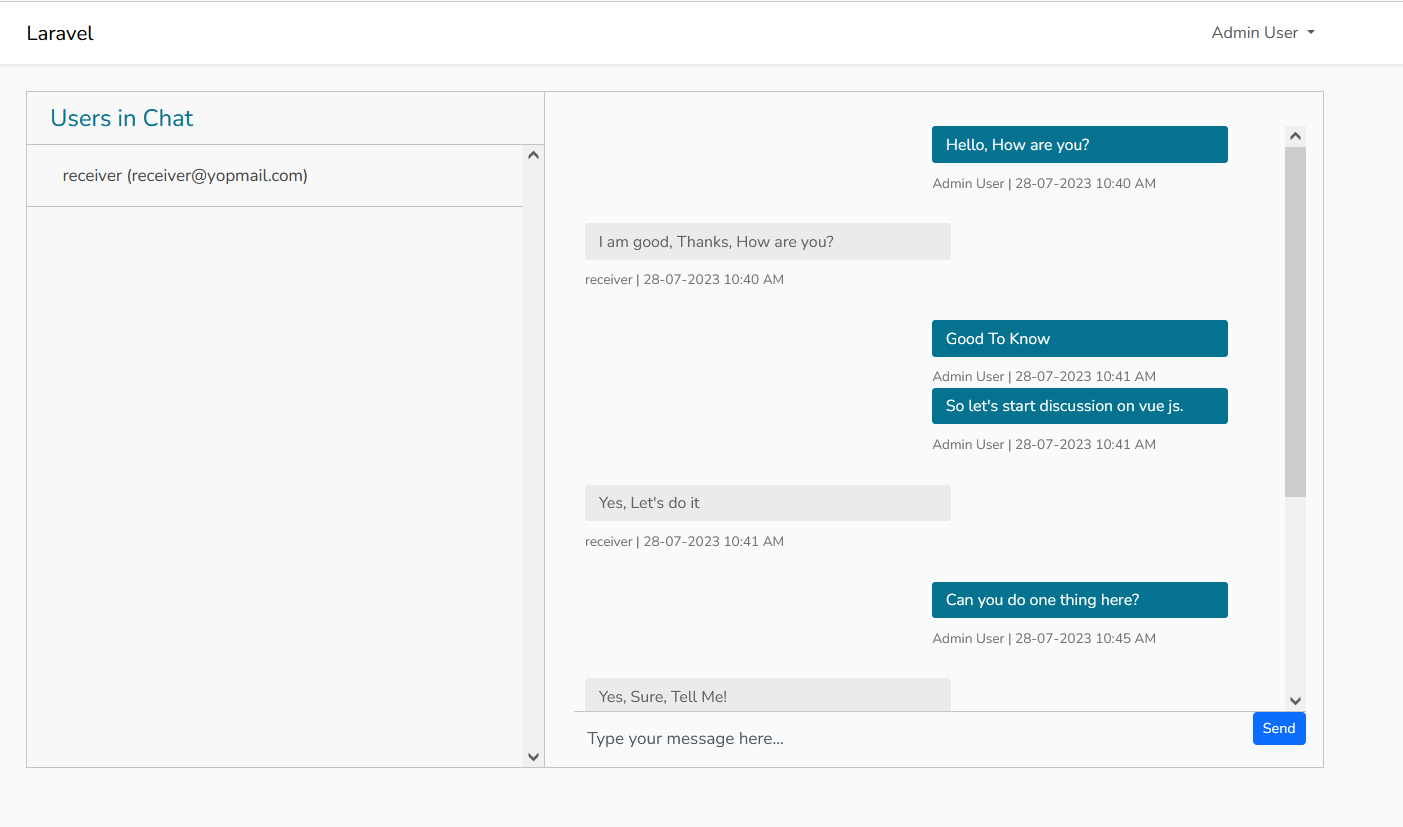 Laravel
Admin User
Users in Chat
receiver (receiver@yopmail.com)
Hello, How are you?
Admin User | 28-07-2023 10:40 AM
I am good, Thanks, How are you?
receiver | 28-07-2023 10:40 AM
Good To Know
Admin User | 28-07-2023 10:41 AM
So let's start discussion on vue js.
Admin User | 28-07-2023 10:41 AM
Yes, Let's do it
receiver | 28-07-2023 10:41 AM
Can you do one thing here?
Admin User | 28-07-2023 10:45 AM
Yes, Sure, Tell Me!
Type your message here...
Send